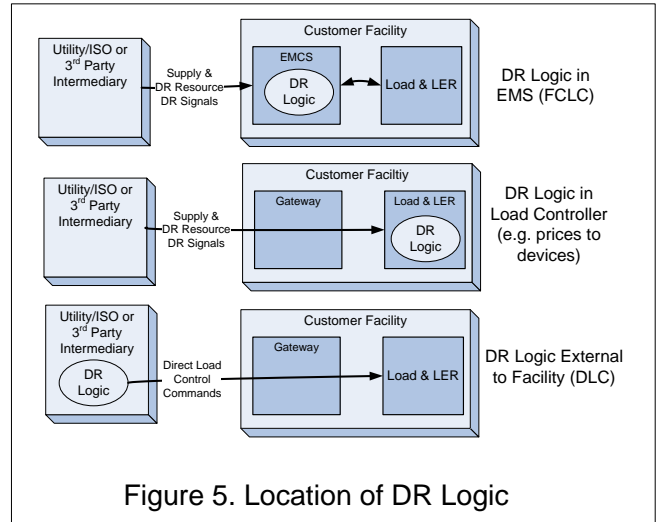 Customer Facility
Utility/ISO or
3rd Party
Intermediary
Supply &
DR Resource
DR Signals
EMCS
DR
Logic
Load & LER
DR Logic in
EMS (FCLC)
Customer Faciltiy
Utility/ISO or
3rd Party
Intermediary
Supply &
DR Resource
DR Signals
Gateway
Load & LER
DR
Logic
DR Logic in
Load Controller
(e.g. prices to
devices)
Customer Facility
Utility/ISO or
3rd Party
Intermediary
DR
Logic
Direct Load
Control
Commands
Gateway
Load & LER
DR Logic External
to Facility (DLC)
Figure 5. Location of DR Logic